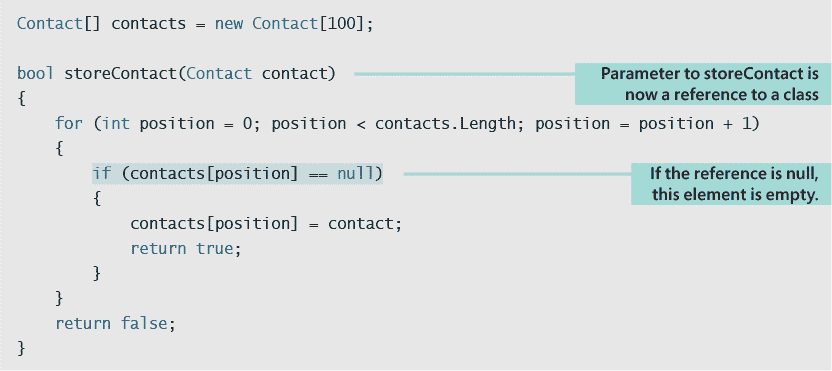 Contact[] contacts = new Contact[100];
bool storeContact(Contact contact)
Parameter to storeContact is
now a reference to a class
{
    for (int position = 0; position < contacts.Length; position = position + 1)
    {
        if (contacts[position] == null)
If the reference is null,
this element is empty.
        {
            contacts[position] = contact;
            return true;
        }
    }
    return false;
}